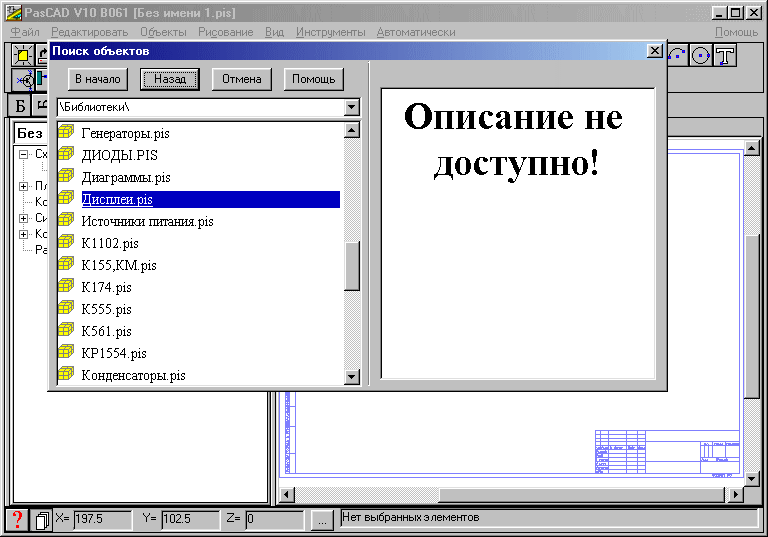 PasCAD V10 B061 [Без имени 1.pis]
Файл Редактировать Объекты Рисование Вид Инструменты Автоматически Помощь
Поиск объектов
В начало Назад Отмена Помощь
\Библиотеки\
Генераторы.pis
ДИОДЫ.PIS
Диаграммы.pis
Дисплеи.pis
Источники питания.pis
К1102.pis
К155,КМ.pis
К174.pis
К555.pis
К561.pis
КР1554.pis
Конденсаторы.pis
Описание не
доступно!
Б
Без
Сх
Пл
Ко
Си
Ко
Ра
X= 197.5 Y= 102.5 Z= 0 ... Нет выбранных элементов